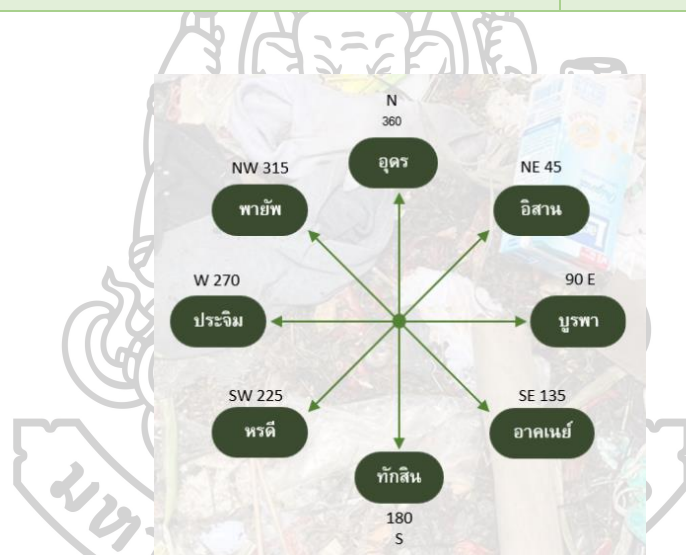 N
360
อุดร
NW 315
NE 45
พายัพ
อิสาน
W 270
90 E
ประจิม
บูรพา
SW 225
SE 135
หรดี
อาคเนย์
ทักสิน
180
S